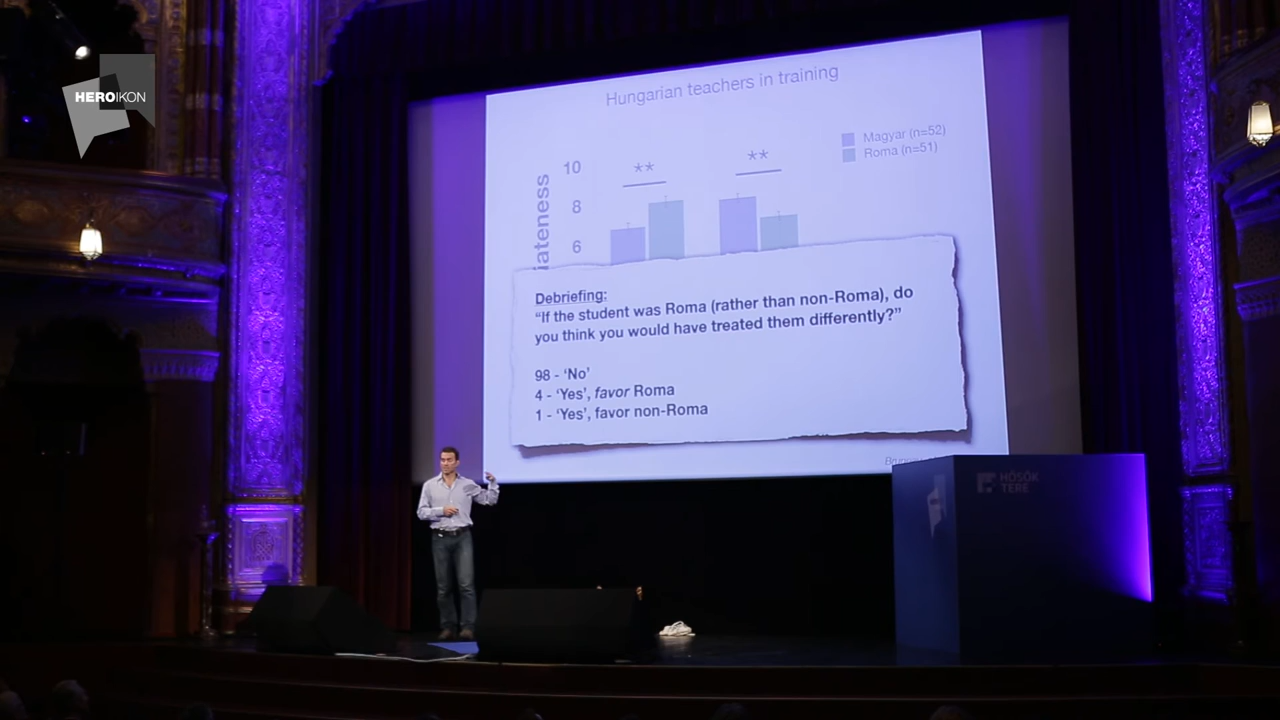 HEROIKON
Hungarian teachers in training
Magyar (n=52)
Roma (n=51)
10
**
**
8
6
iateness
Debriefing:
“If the student was Roma (rather than non-Roma), do
you think you would have treated them differently?”
98 - ‘No’
4 - ‘Yes’, favor Roma
1 - ‘Yes’, favor non-Roma
HŐSÖK
TERE